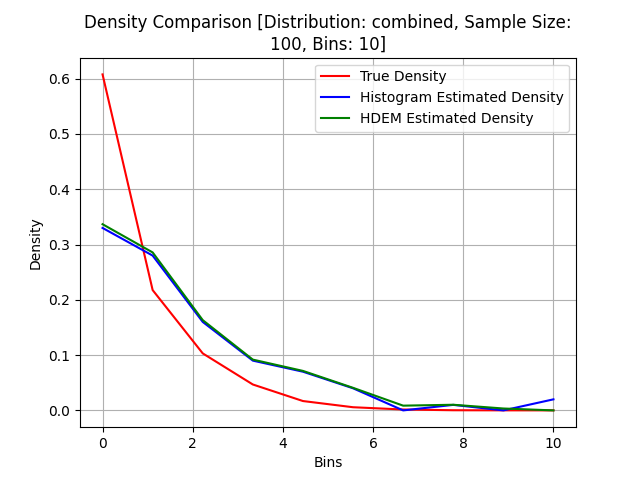 Density Comparison [Distribution: combined, Sample Size:
100, Bins: 10]
True Density
Histogram Estimated Density
HDEM Estimated Density
Density
0.6
0.5
0.4
0.3
0.2
0.1
0.0
0 2 4 6 8 10
Bins